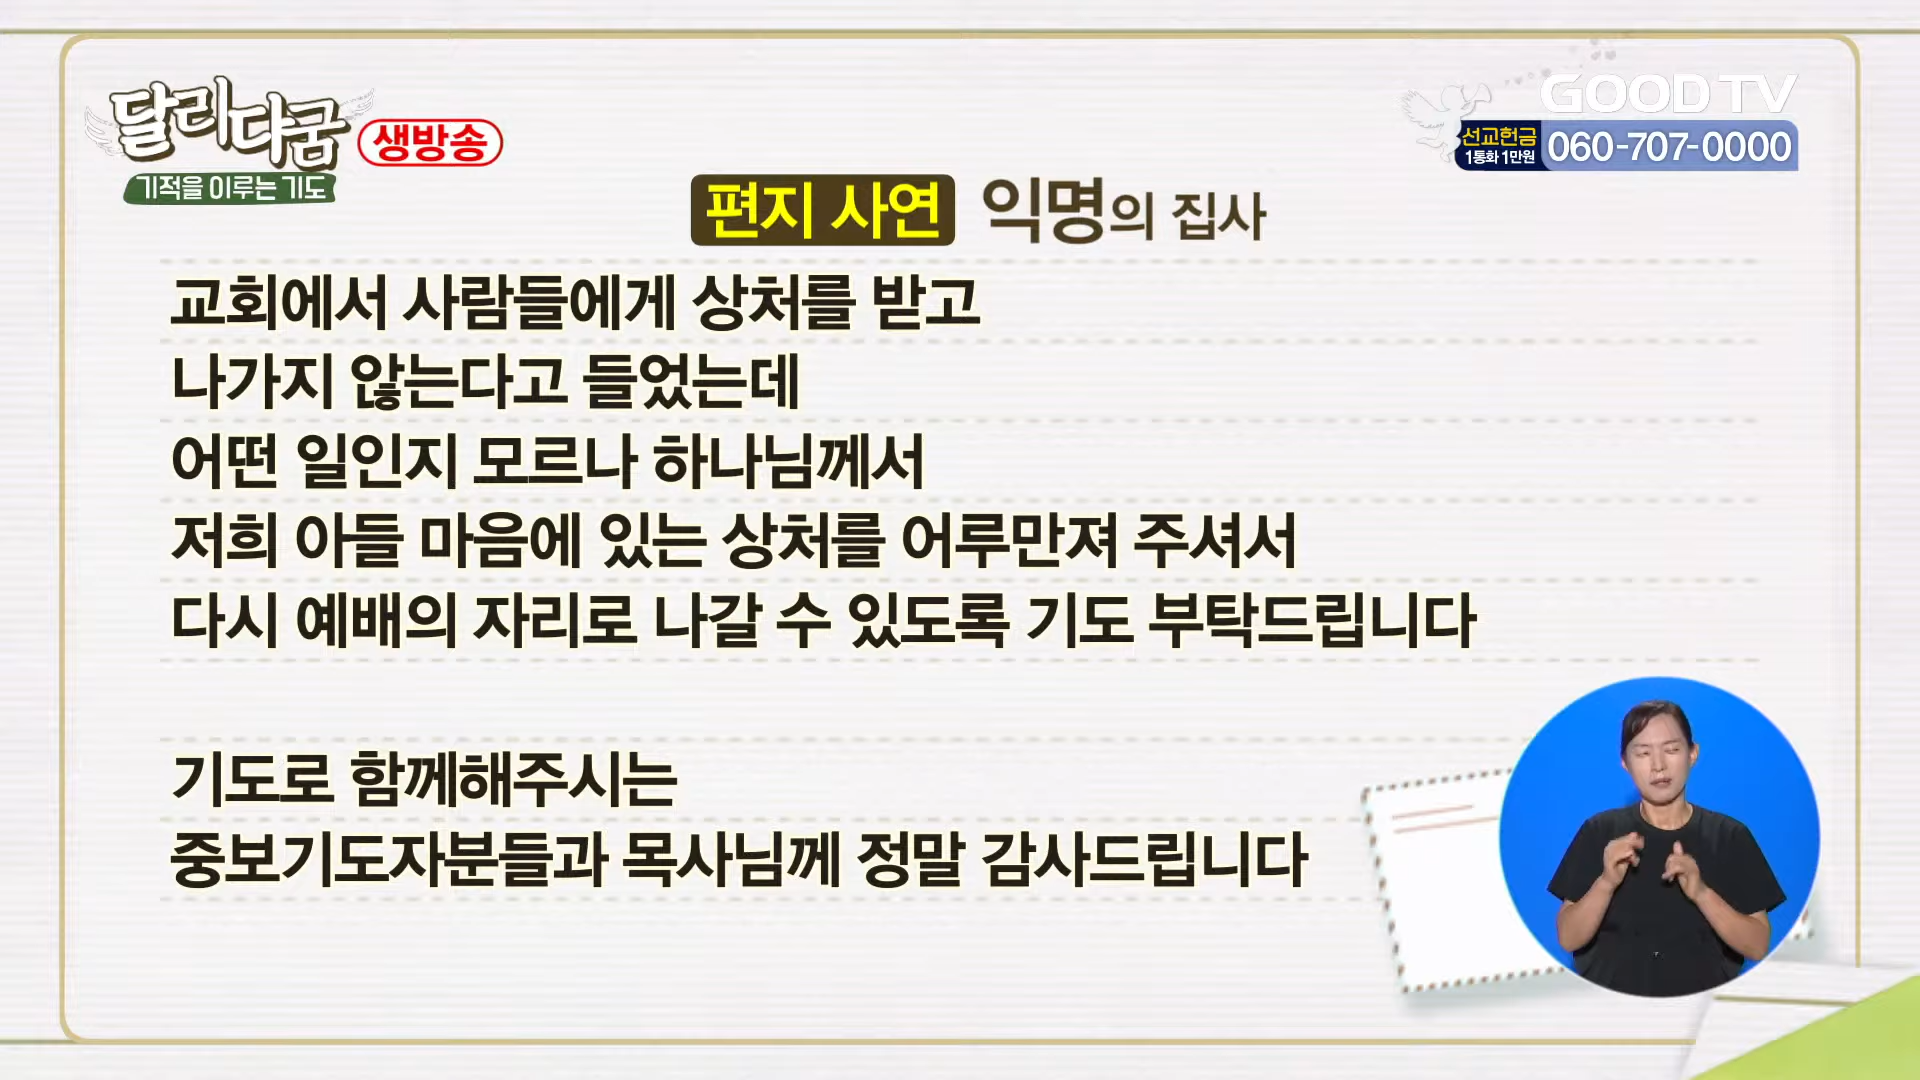 달리다굼
생방송
기적을 이루는 기도
GOODTV
선교헌금
1통화 1만원
060-707-0000
편지 사연 익명의 집사
교회에서 사람들에게 상처를 받고
나가지 않는다고 들었는데
어떤 일인지 모르나 하나님께서
저희 아들 마음에 있는 상처를 어루만져 주셔서
다시 예배의 자리로 나갈 수 있도록 기도 부탁드립니다
기도로 함께해주시는
중보기도자분들과 목사님께 정말 감사드립니다